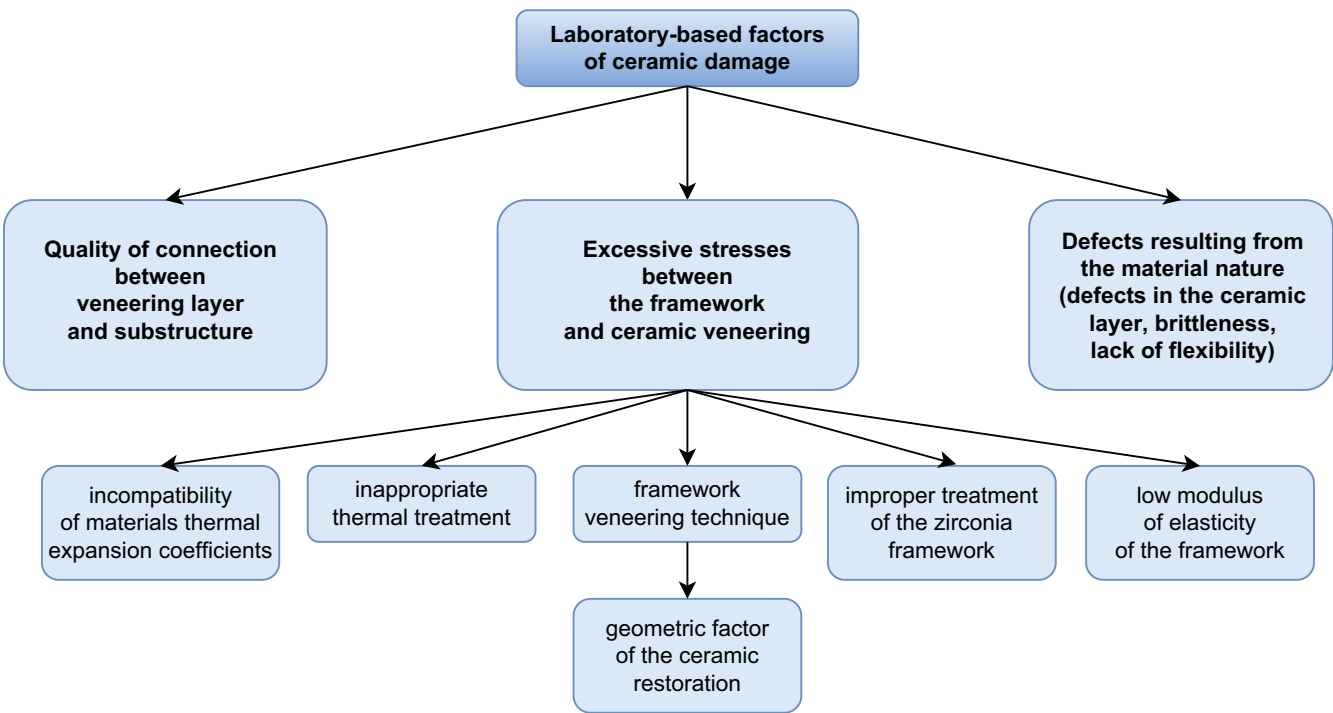 Laboratory-based factors
of ceramic damage
Quality of connection
between
veneering layer
and substructure
Excessive stresses
between
the framework
and ceramic veneering
Defects resulting from
the material nature
(defects in the ceramic
layer, brittleness,
lack of flexibility)
incompatibility
of materials thermal
expansion coefficients
inappropriate
thermal treatment
framework
veneering technique
improper treatment
of the zirconia
framework
low modulus
of elasticity
of the framework
geometric factor
of the ceramic
restoration